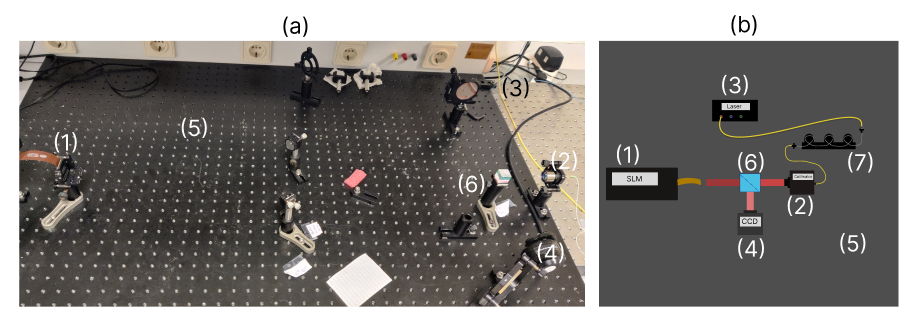 (a)
(b)
(1)
(5)
(3)
(2)
(6)
(4)
(3)
Laser
(1)
SLM
(6)
(7)
Collimator
(2)
CCD
(4)
(5)